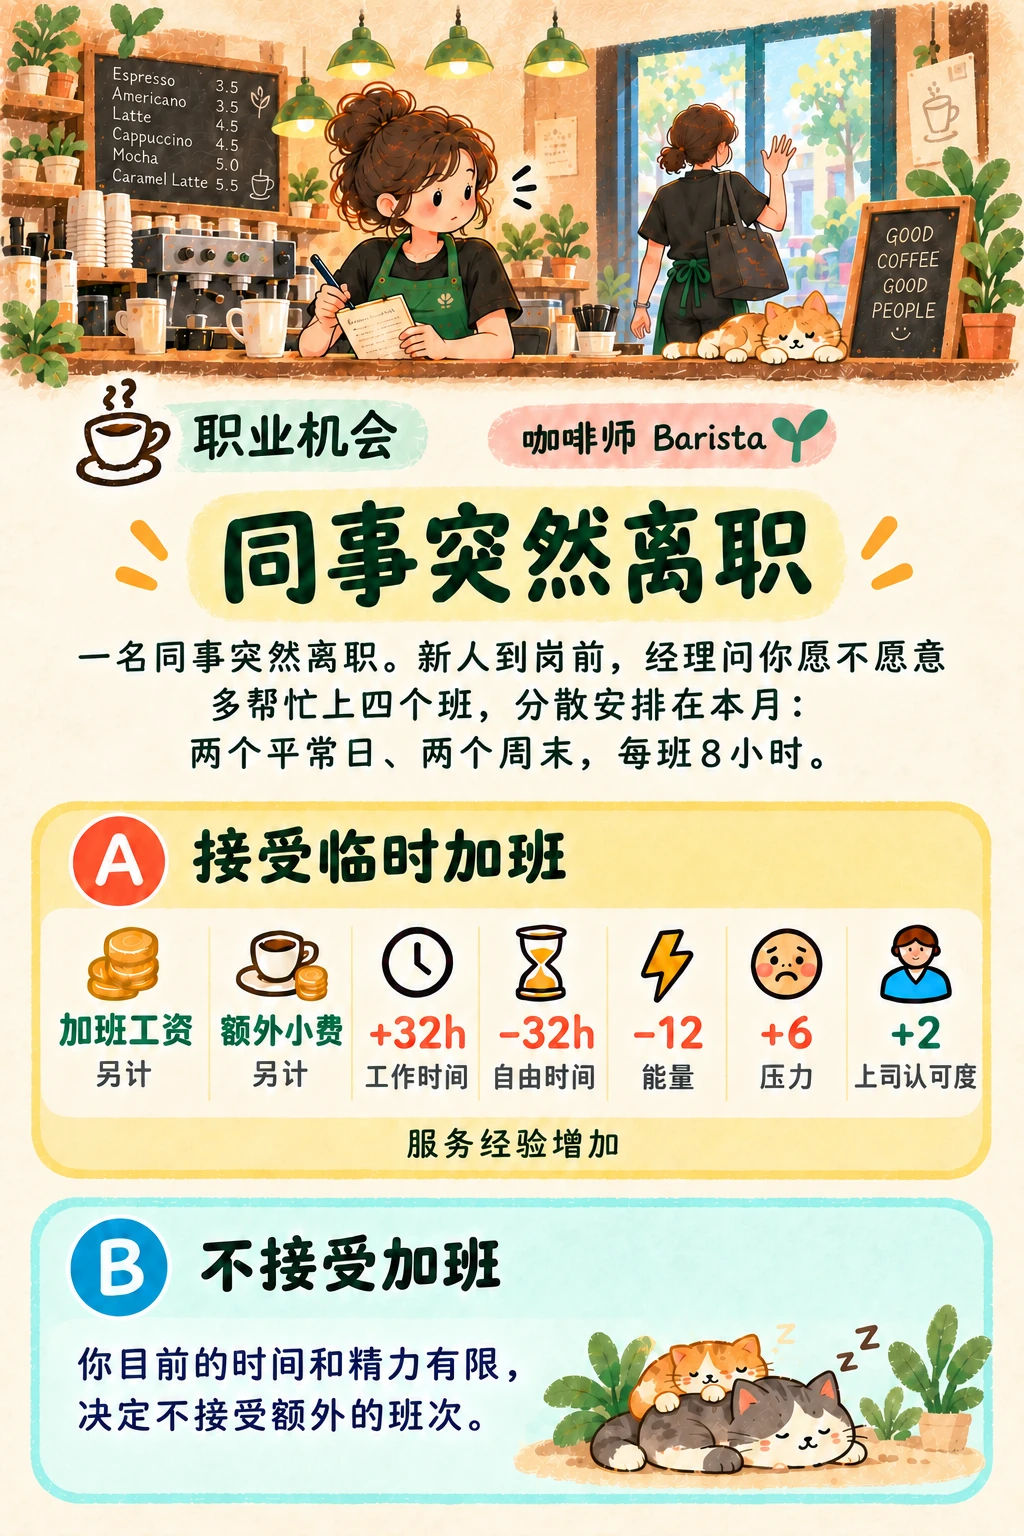 Espresso 3.5
Americano 3.5
Latte 4.5
Cappuccino 4.5
Mocha 5.0
Caramel Latte 5.5
GOOD
COFFEE
GOOD
PEOPLE
职业机会
咖啡师 Barista
同事突然离职
一名同事突然离职。新人到岗前，经理问你愿不愿意
多帮忙上四个班，分散安排在本月：
两个平常日、两个周末，每班8小时。
A 接受临时加班
加班工资 额外小费 +32h -32h -12 +6 +2
另计 另计 工作时间 自由时间 能量 压力 上司认可度
服务经验增加
B 不接受加班
你目前的时间和精力有限，
决定不接受额外的班次。
z z z